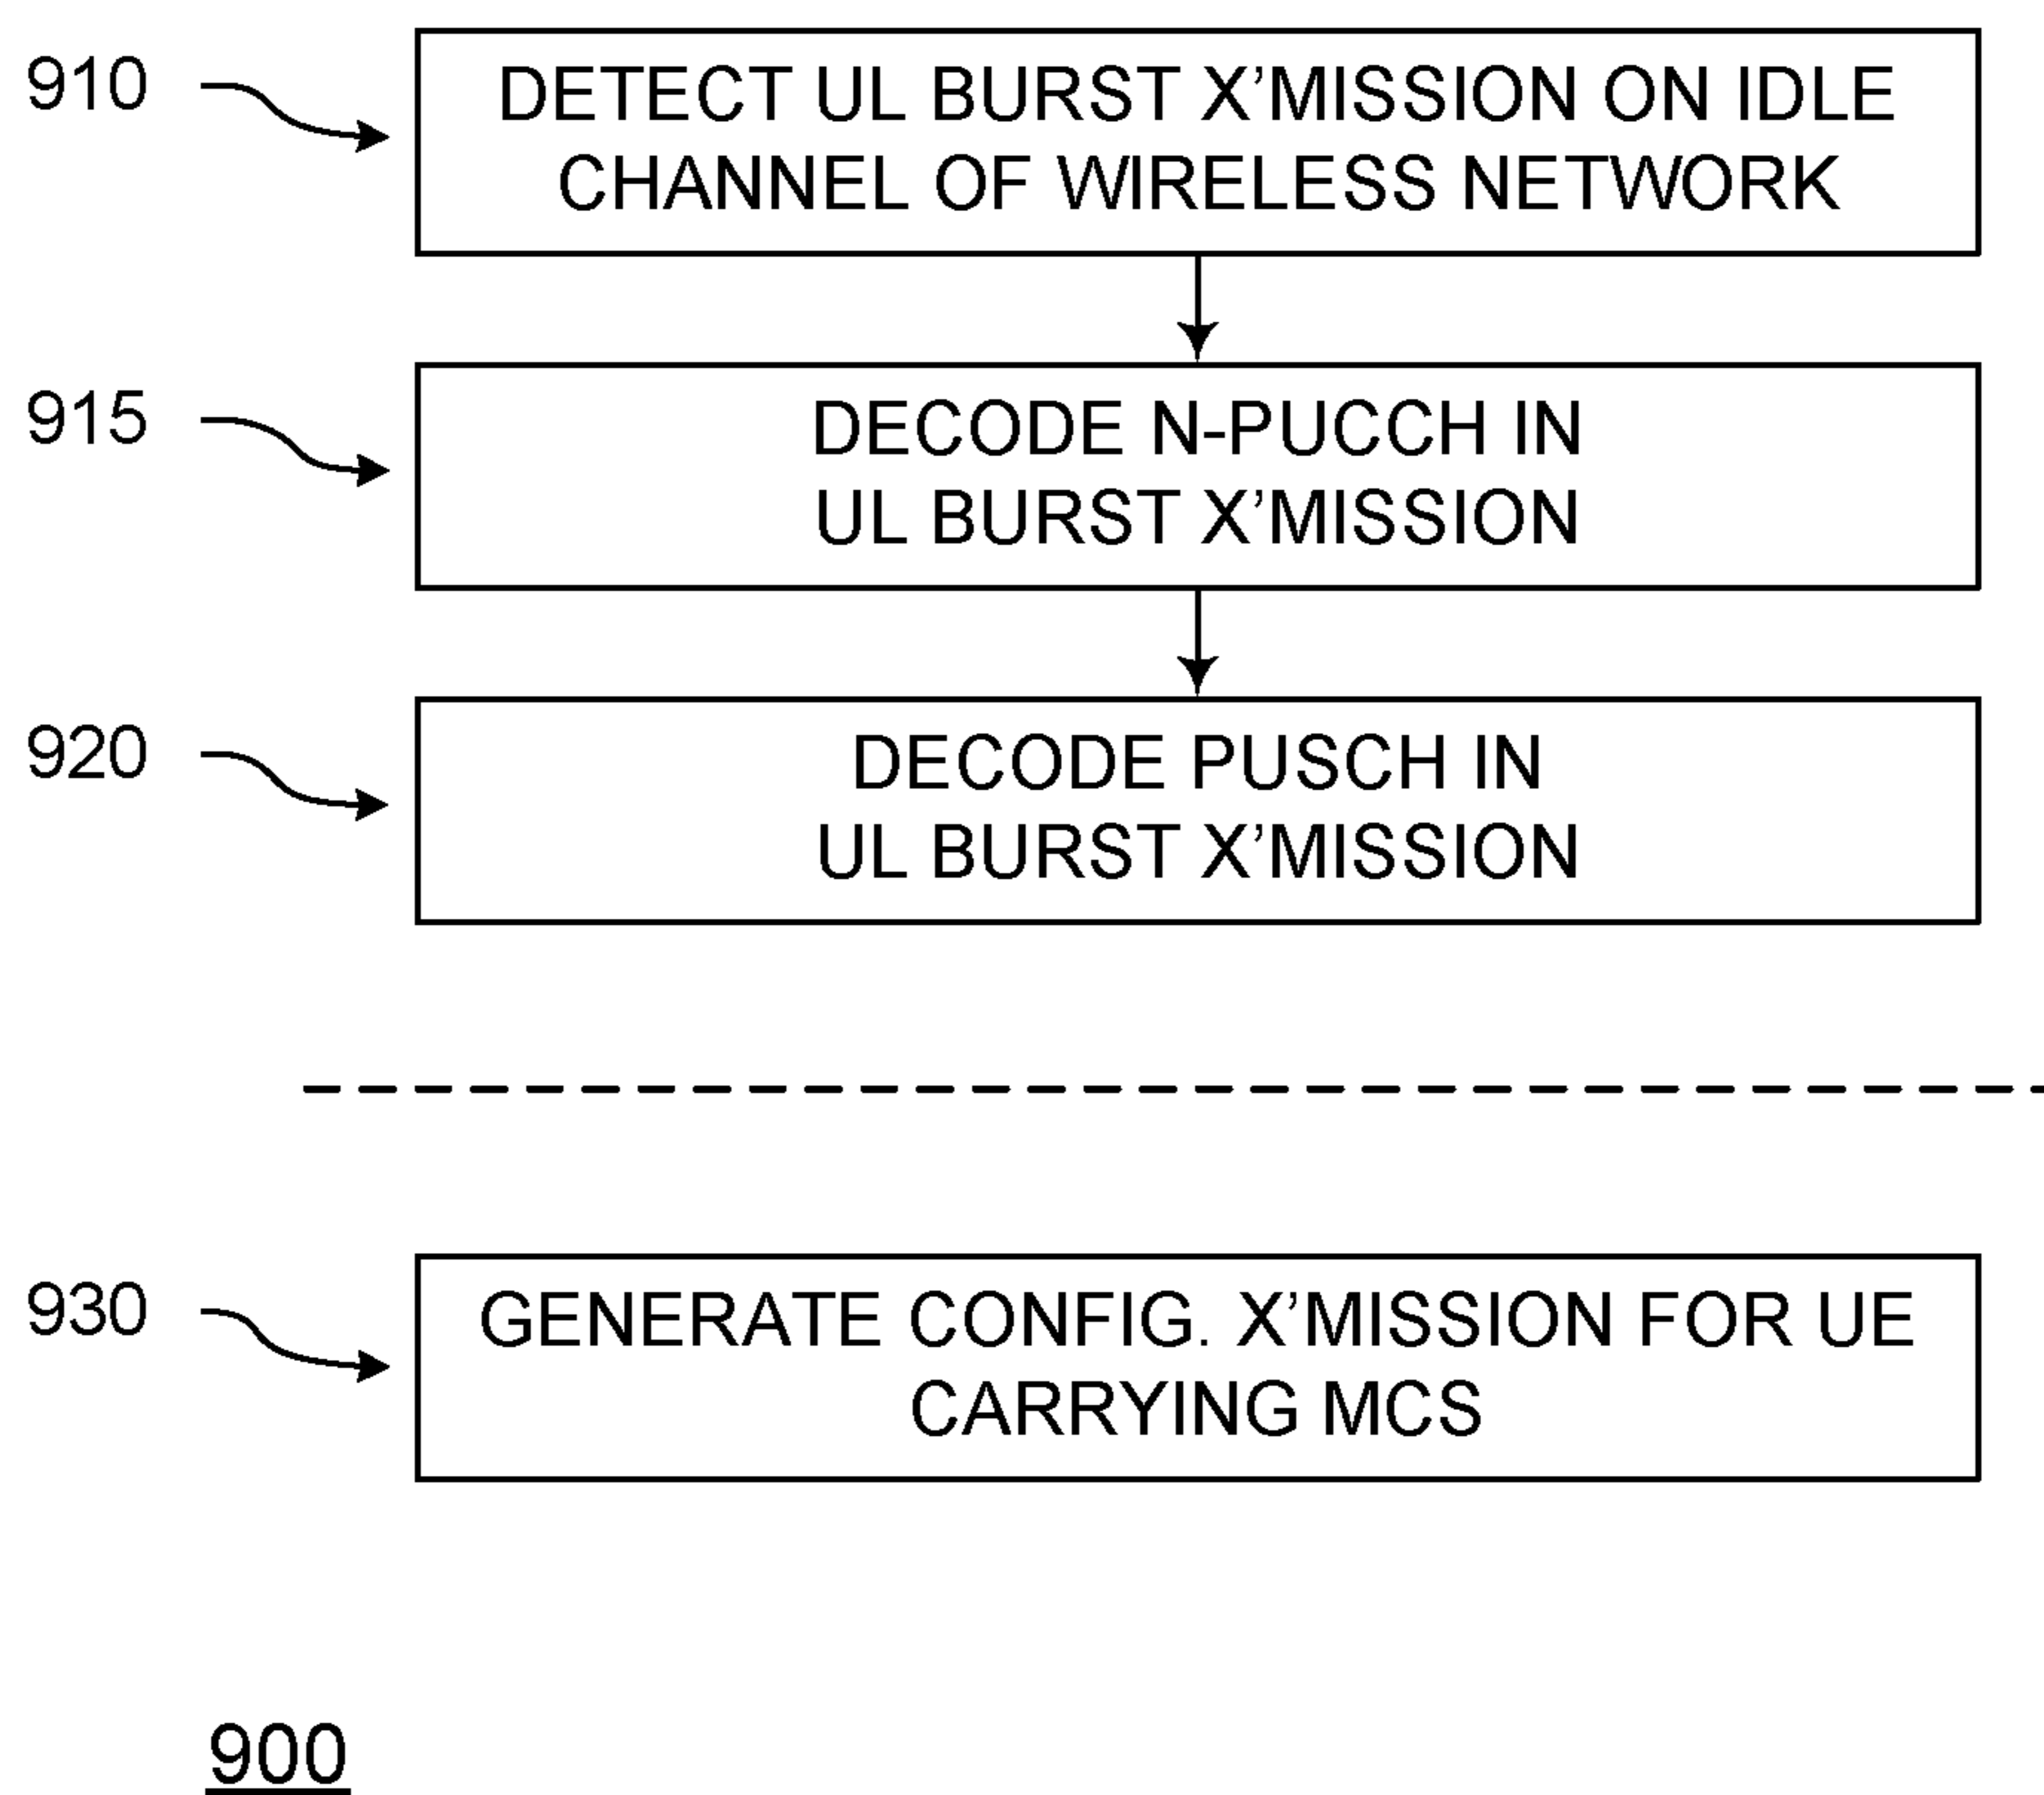 910
DETECT UL BURST X’MISSION ON IDLE
CHANNEL OF WIRELESS NETWORK
915
DECODE N-PUCCH IN
UL BURST X’MISSION
920
DECODE PUSCH IN
UL BURST X’MISSION
930
GENERATE CONFIG. X’MISSION FOR UE
CARRYING MCS
900